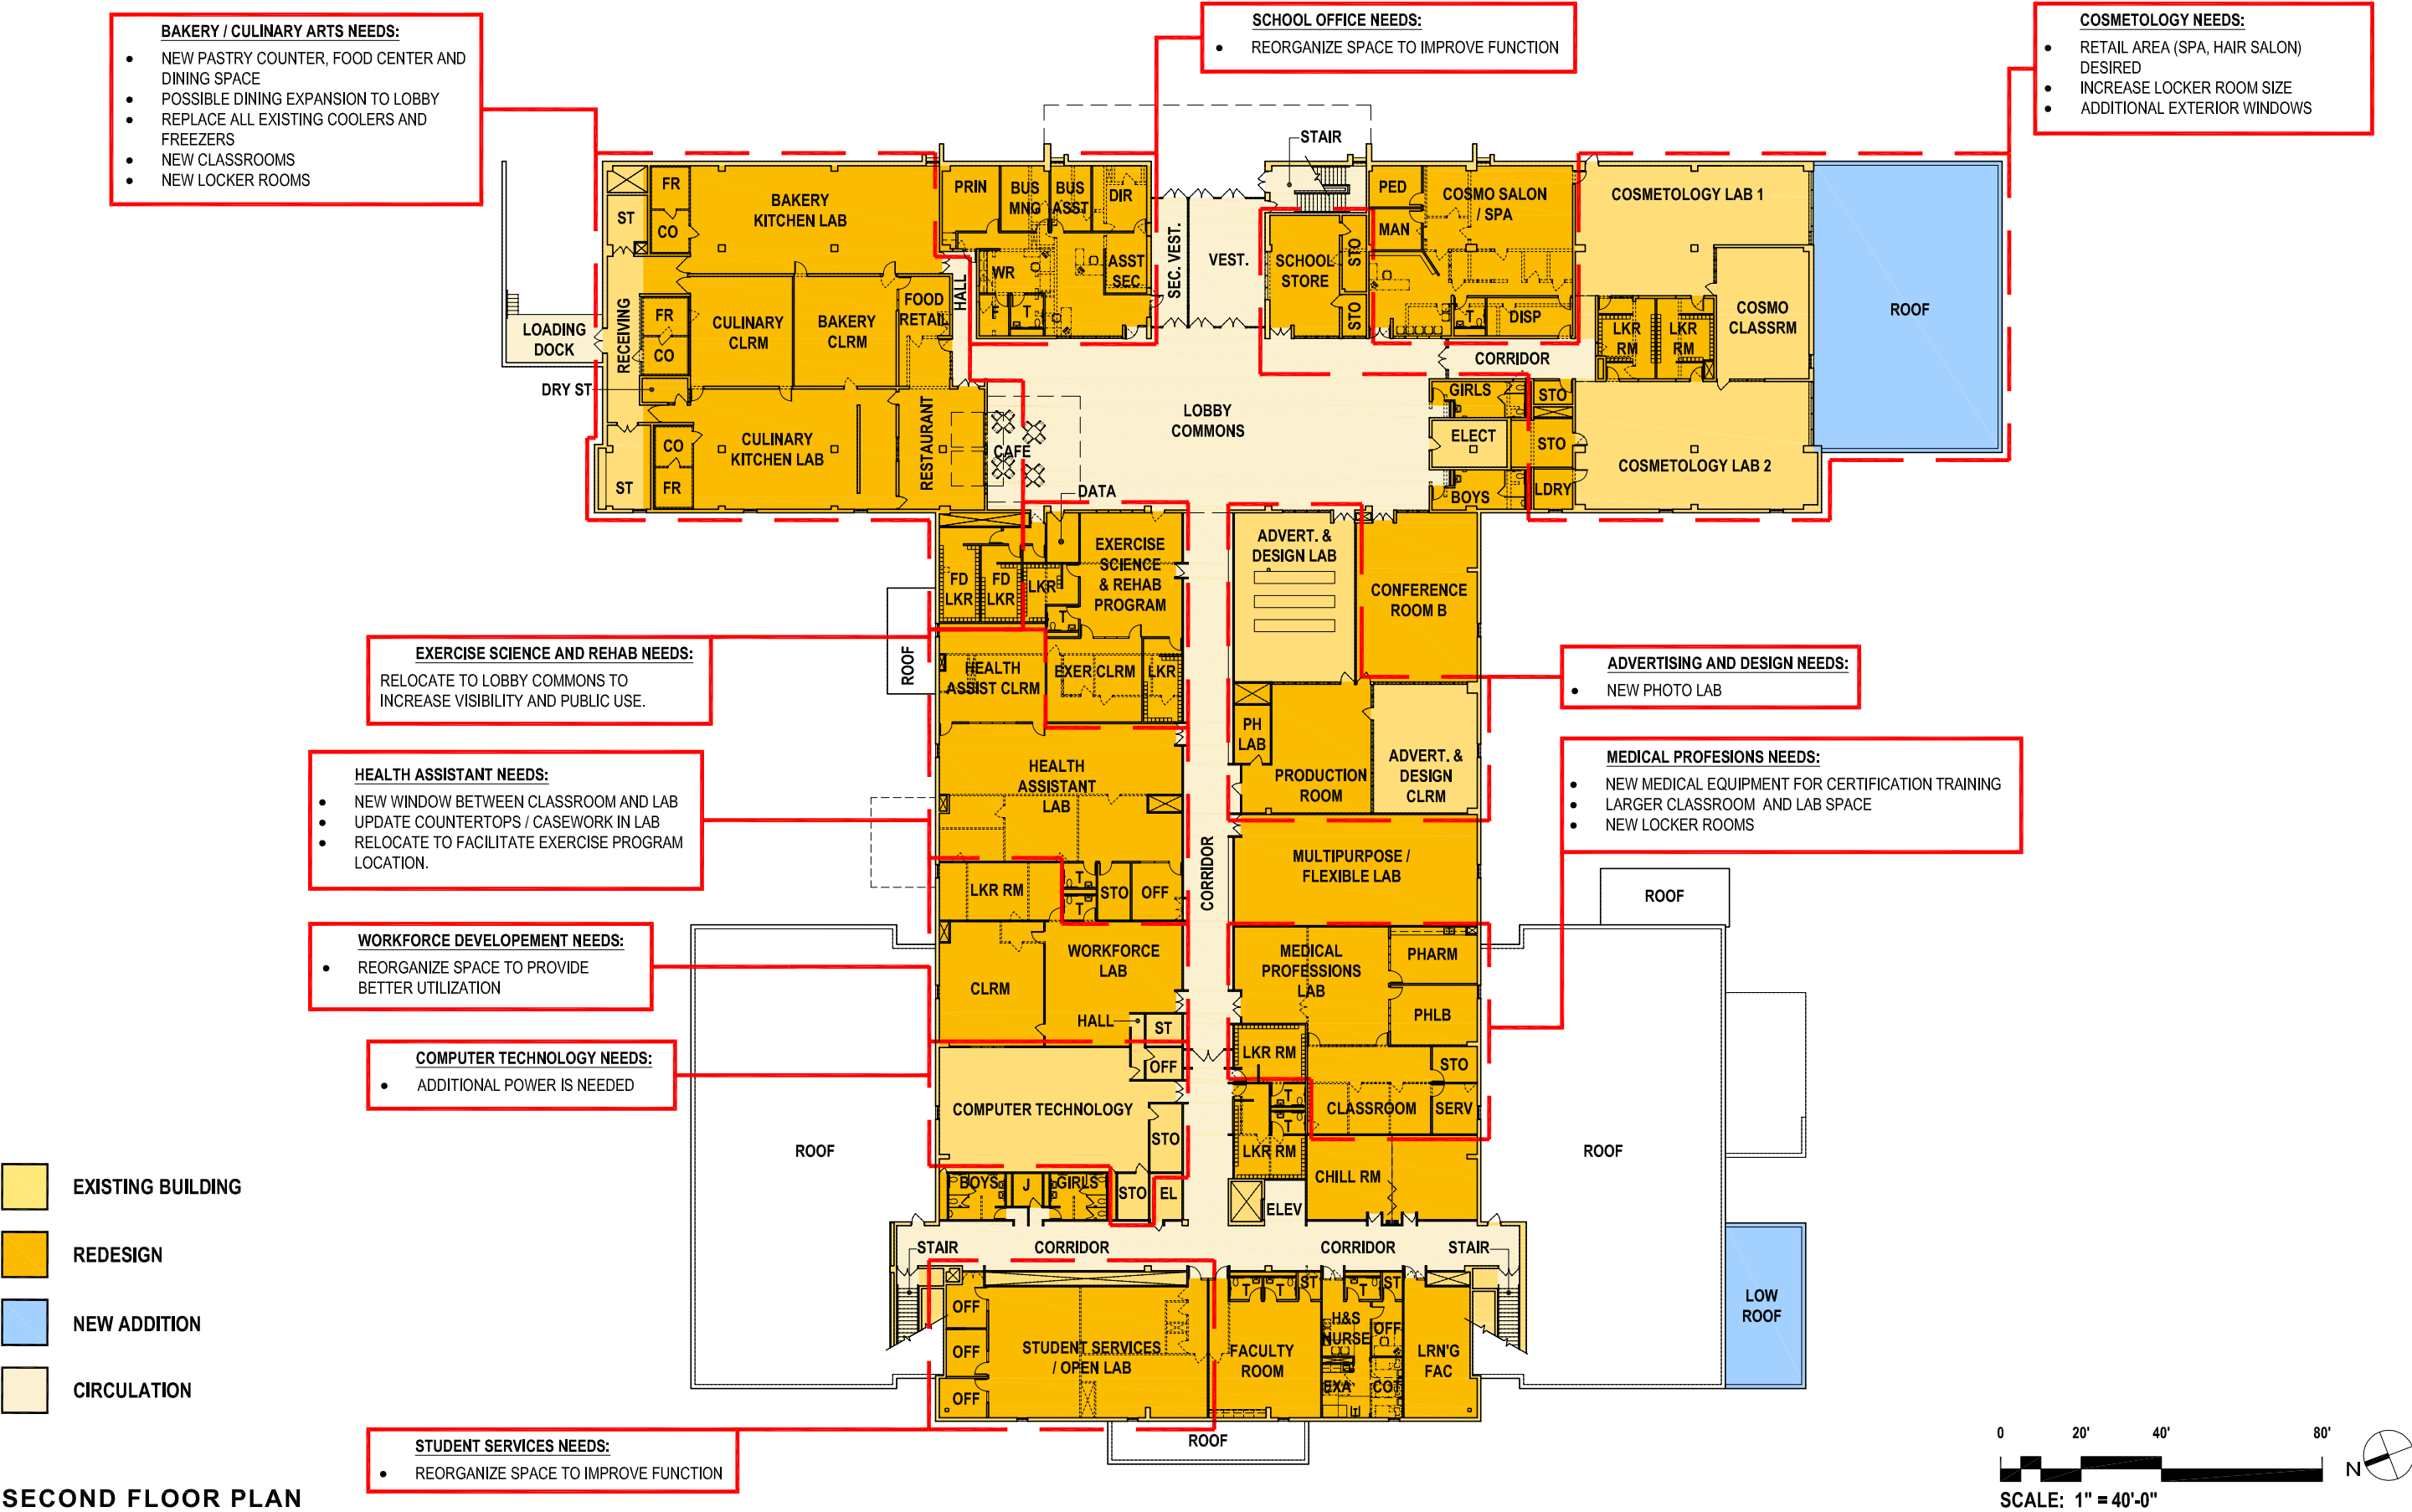 BAKERY / CULINARY ARTS NEEDS:
• NEW PASTRY COUNTER, FOOD CENTER AND
DINING SPACE
• POSSIBLE DINING EXPANSION TO LOBBY
• REPLACE ALL EXISTING COOLERS AND
FREEZERS
• NEW CLASSROOMS
• NEW LOCKER ROOMS
SCHOOL OFFICE NEEDS:
• REORGANIZE SPACE TO IMPROVE FUNCTION
COSMETOLOGY NEEDS:
• RETAIL AREA (SPA, HAIR SALON)
DESIRED
• INCREASE LOCKER ROOM SIZE
• ADDITIONAL EXTERIOR WINDOWS
STAIR
FR
CO
ST
BAKERY
KITCHEN LAB
PRIN
BUS
MNG
BUS
ASST
DIR
WR
F
T
ASST
SEC
SEC. VEST.
VEST.
SCHOOL
STORE
STO
STO
PED
MAN
COSMO SALON
/ SPA
T
DISP
COSMETOLOGY LAB 1
COSMO
CLASSRM
LKR
RM
LKR
RM
ROOF
LOADING
DOCK
RECEIVING
FR
CO
DRY ST
CULINARY
CLRM
BAKERY
CLRM
FOOD
RETAIL
HALL
CORRIDOR
GIRLS
STO
ELECT
STO
BOYS
LDRY
COSMETOLOGY LAB 2
LOBBY
COMMONS
CO
FR
ST
CULINARY
KITCHEN LAB
RESTAURANT
CAFE
DATA
FD
LKR
FD
LKR
LKR
T
EXERCISE
SCIENCE
& REHAB
PROGRAM
ADVERT. &
DESIGN LAB
CONFERENCE
ROOM B
EXERCISE SCIENCE AND REHAB NEEDS:
RELOCATE TO LOBBY COMMONS TO
INCREASE VISIBILITY AND PUBLIC USE.
ROOF
HEALTH
ASSIST CLRM
EXER CLRM
LKR
ADVERTISING AND DESIGN NEEDS:
• NEW PHOTO LAB
PH
LAB
PRODUCTION
ROOM
ADVERT. &
DESIGN
CLRM
HEALTH ASSISTANT NEEDS:
• NEW WINDOW BETWEEN CLASSROOM AND LAB
• UPDATE COUNTERTOPS / CASEWORK IN LAB
• RELOCATE TO FACILITATE EXERCISE PROGRAM
LOCATION.
HEALTH
ASSISTANT
LAB
MEDICAL PROFESIONS NEEDS:
• NEW MEDICAL EQUIPMENT FOR CERTIFICATION TRAINING
• LARGER CLASSROOM AND LAB SPACE
• NEW LOCKER ROOMS
CORRIDOR
MULTIPURPOSE /
FLEXIBLE LAB
LKR RM
T
T
STO
OFF
ROOF
WORKFORCE DEVELOPEMENT NEEDS:
• REORGANIZE SPACE TO PROVIDE
BETTER UTILIZATION
CLRM
WORKFORCE
LAB
HALL
ST
MEDICAL
PROFESSIONS
LAB
PHARM
PHLB
LKR RM
STO
COMPUTER TECHNOLOGY NEEDS:
• ADDITIONAL POWER IS NEEDED
OFF
COMPUTER TECHNOLOGY
STO
T
T
CLASSROOM
SERV
LKR RM
CHILL RM
ROOF
ROOF
BOYS
J
GIRLS
STO
EL
ELEV
STAIR
CORRIDOR
CORRIDOR
STAIR
OFF
OFF
OFF
STUDENT SERVICES
/ OPEN LAB
T
T
ST
T
ST
FACULTY
ROOM
H&S
NURSE
OFF
EXA
COT
LRN'G
FAC
LOW
ROOF
ROOF
STUDENT SERVICES NEEDS:
• REORGANIZE SPACE TO IMPROVE FUNCTION
EXISTING BUILDING
REDESIGN
NEW ADDITION
CIRCULATION
SECOND FLOOR PLAN
0 20' 40' 80'
N
SCALE: 1" = 40'-0"